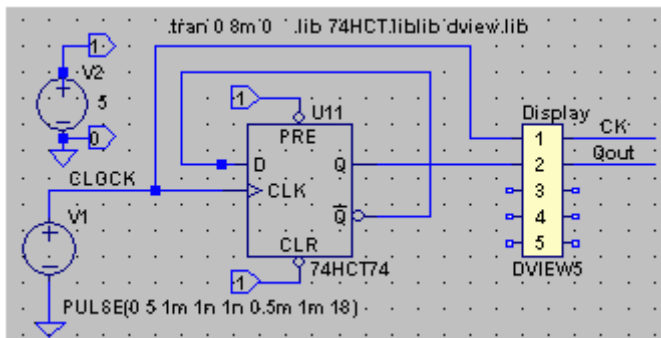 .tran 0 8m 0 .lib 74HCT.lib lib dview.lib
1
V2
5
0
1
U11
PRE
D
Q
CLOCK
CLK
Q̅
CLR
1
74HCT74
V1
PULSE(0 5 1m 1n 1n 0.5m 1m 18)
Display
1
CK
2
Qout
3
4
5
DVIEW5